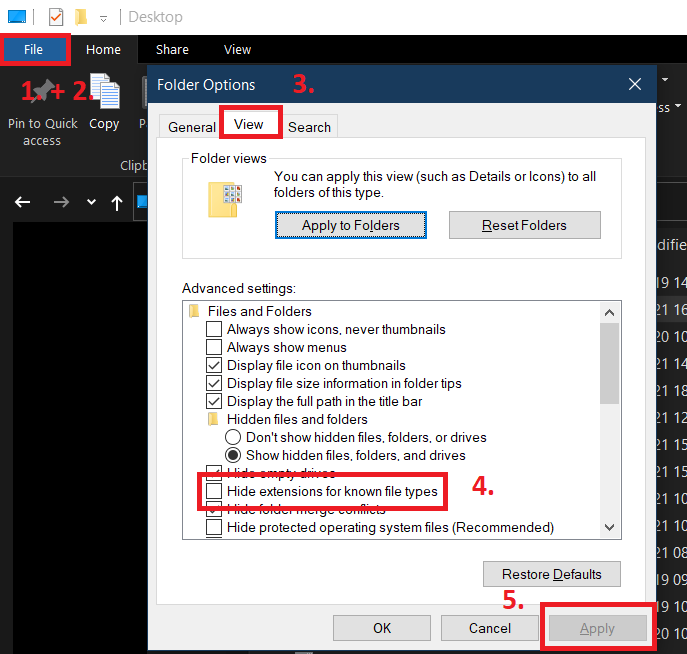 Desktop
File Home Share View
1. + 2.
3.
Pin to Quick
access
Copy
Folder Options
General View Search
Folder views
You can apply this view (such as Details or Icons) to all
folders of this type.
Apply to Folders Reset Folders
Advanced settings:
Files and Folders
Always show icons, never thumbnails
Always show menus
Display file icon on thumbnails
Display file size information in folder tips
Display the full path in the title bar
Hidden files and folders
Don't show hidden files, folders, or drives
Show hidden files, folders, and drives
Hide empty drives
Hide extensions for known file types
4.
Hide folder merge conflicts
Hide protected operating system files (Recommended)
Restore Defaults
5.
OK Cancel Apply